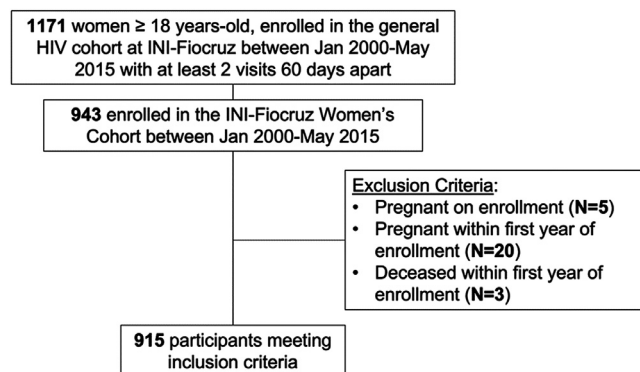 1171 women ≥ 18 years-old, enrolled in the general
HIV cohort at INI-Fiocruz between Jan 2000-May
2015 with at least 2 visits 60 days apart
943 enrolled in the INI-Fiocruz Women's
Cohort between Jan 2000-May 2015
Exclusion Criteria:
• Pregnant on enrollment (N=5)
• Pregnant within first year of
enrollment (N=20)
• Deceased within first year of
enrollment (N=3)
915 participants meeting
inclusion criteria